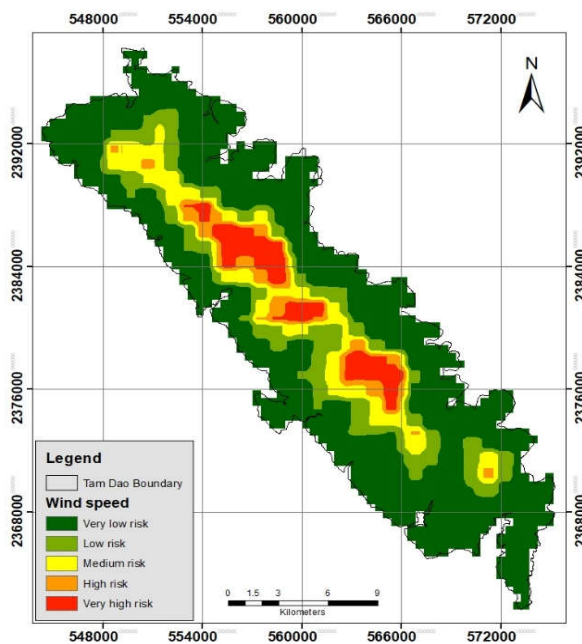 548000 554000 560000 566000 572000
N
2392000 2392000
2384000 2384000
2376000 2376000
2368000 2368000
Legend
Tam Dao Boundary
Wind speed
Very low risk
Low risk
Medium risk
High risk
Very high risk
0 1.5 3 6 9
Kilometers
548000 554000 560000 566000 572000